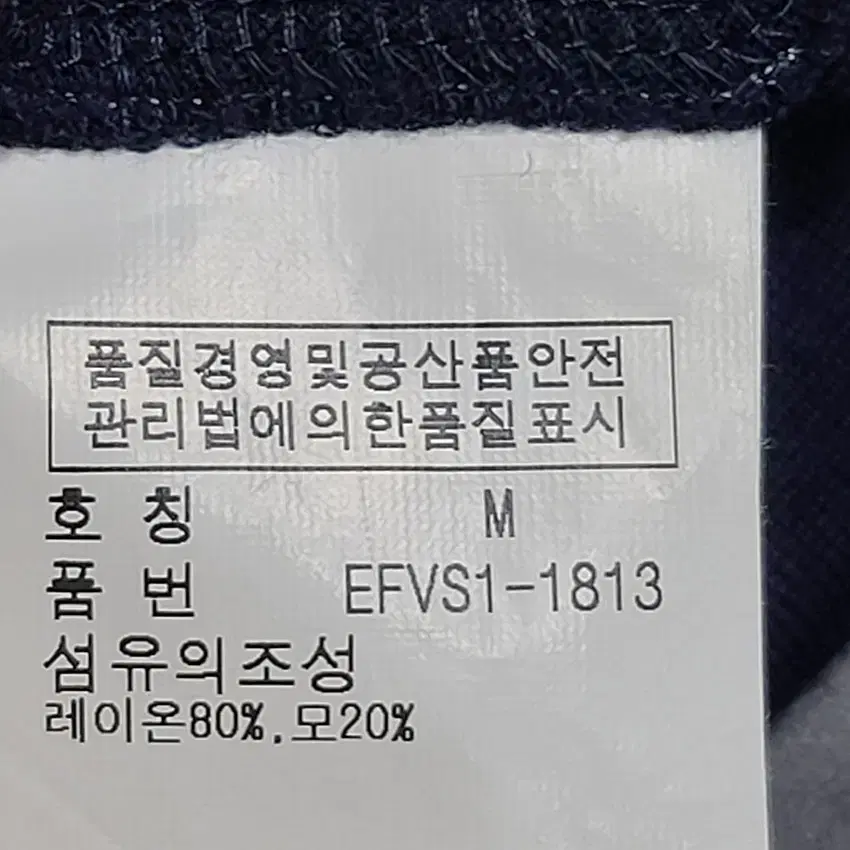 품질경영및공산품안전
관리법에의한품질표시
호 칭 M
품 번 EFVS1-1813
섬유의조성
레이온80%,모20%